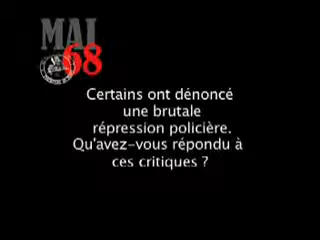 MAI
68
Certains ont dénoncé
une brutale
répression policière.
Qu'avez-vous répondu à
ces critiques ?